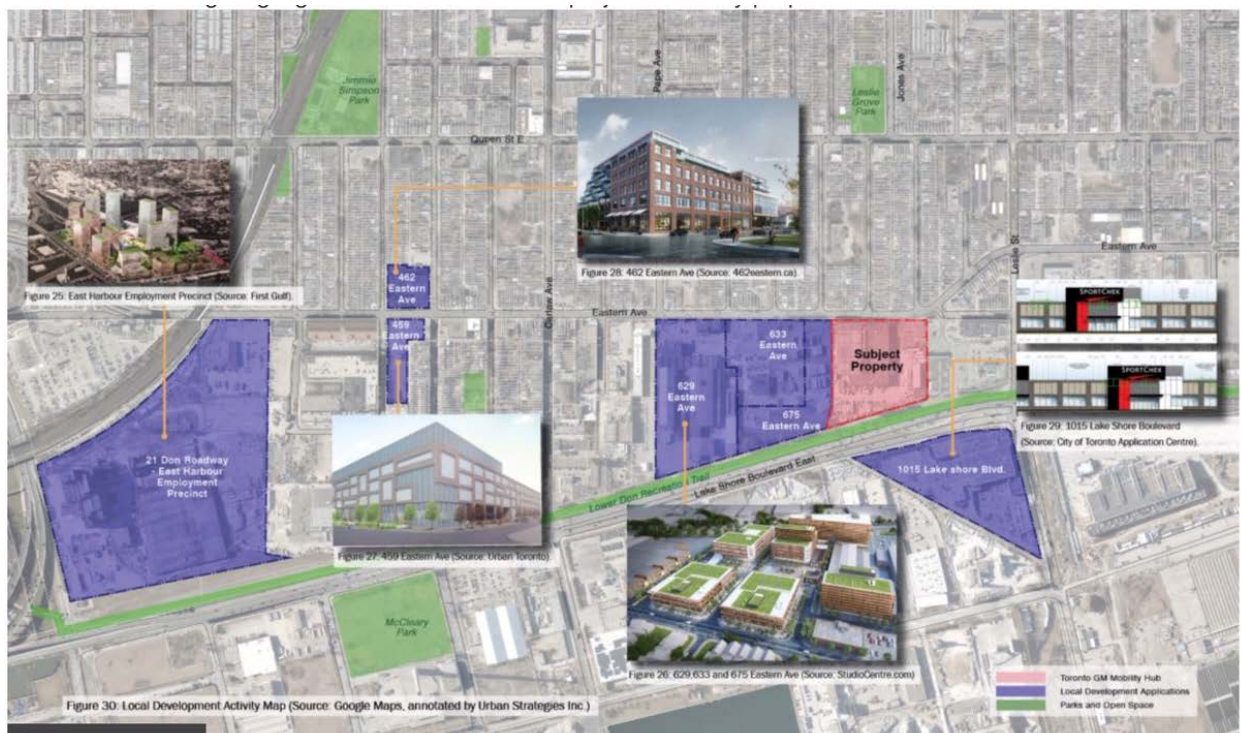 Jimmie
Simpson
Park
Pape Ave
Leslie
Grove
Park
Jones Ave
Queen St E
Figure 25: East Harbour Employment Precinct (Source: First Gulf).
Figure 28: 462 Eastern Ave (Source: 462eastern.ca).
Leslie St
Eastern Ave
462
Eastern
Ave
Carlaw Ave
Eastern Ave
459
Eastern
Ave
633
Eastern
Ave
Subject
Property
SPORTCHEK
SPORTCHEK
629
Eastern
Ave
675
Eastern Ave
Figure 29: 1015 Lake Shore Boulevard
(Source: City of Toronto Application Centre).
21 Don Roadway
- East Harbour
Employment
Precinct
1015 Lake shore Blvd.
Lower Don Recreation Trail
Lake Shore Boulevard East
Figure 27: 459 Eastern Ave (Source: Urban Toronto).
McCleary
Park
Figure 26: 629,633 and 675 Eastern Ave (Source: StudioCentre.com)
Toronto GM Mobility Hub
Local Development Applications
Parks and Open Space
Figure 30: Local Development Activity Map (Source: Google Maps, annotated by Urban Strategies Inc.)